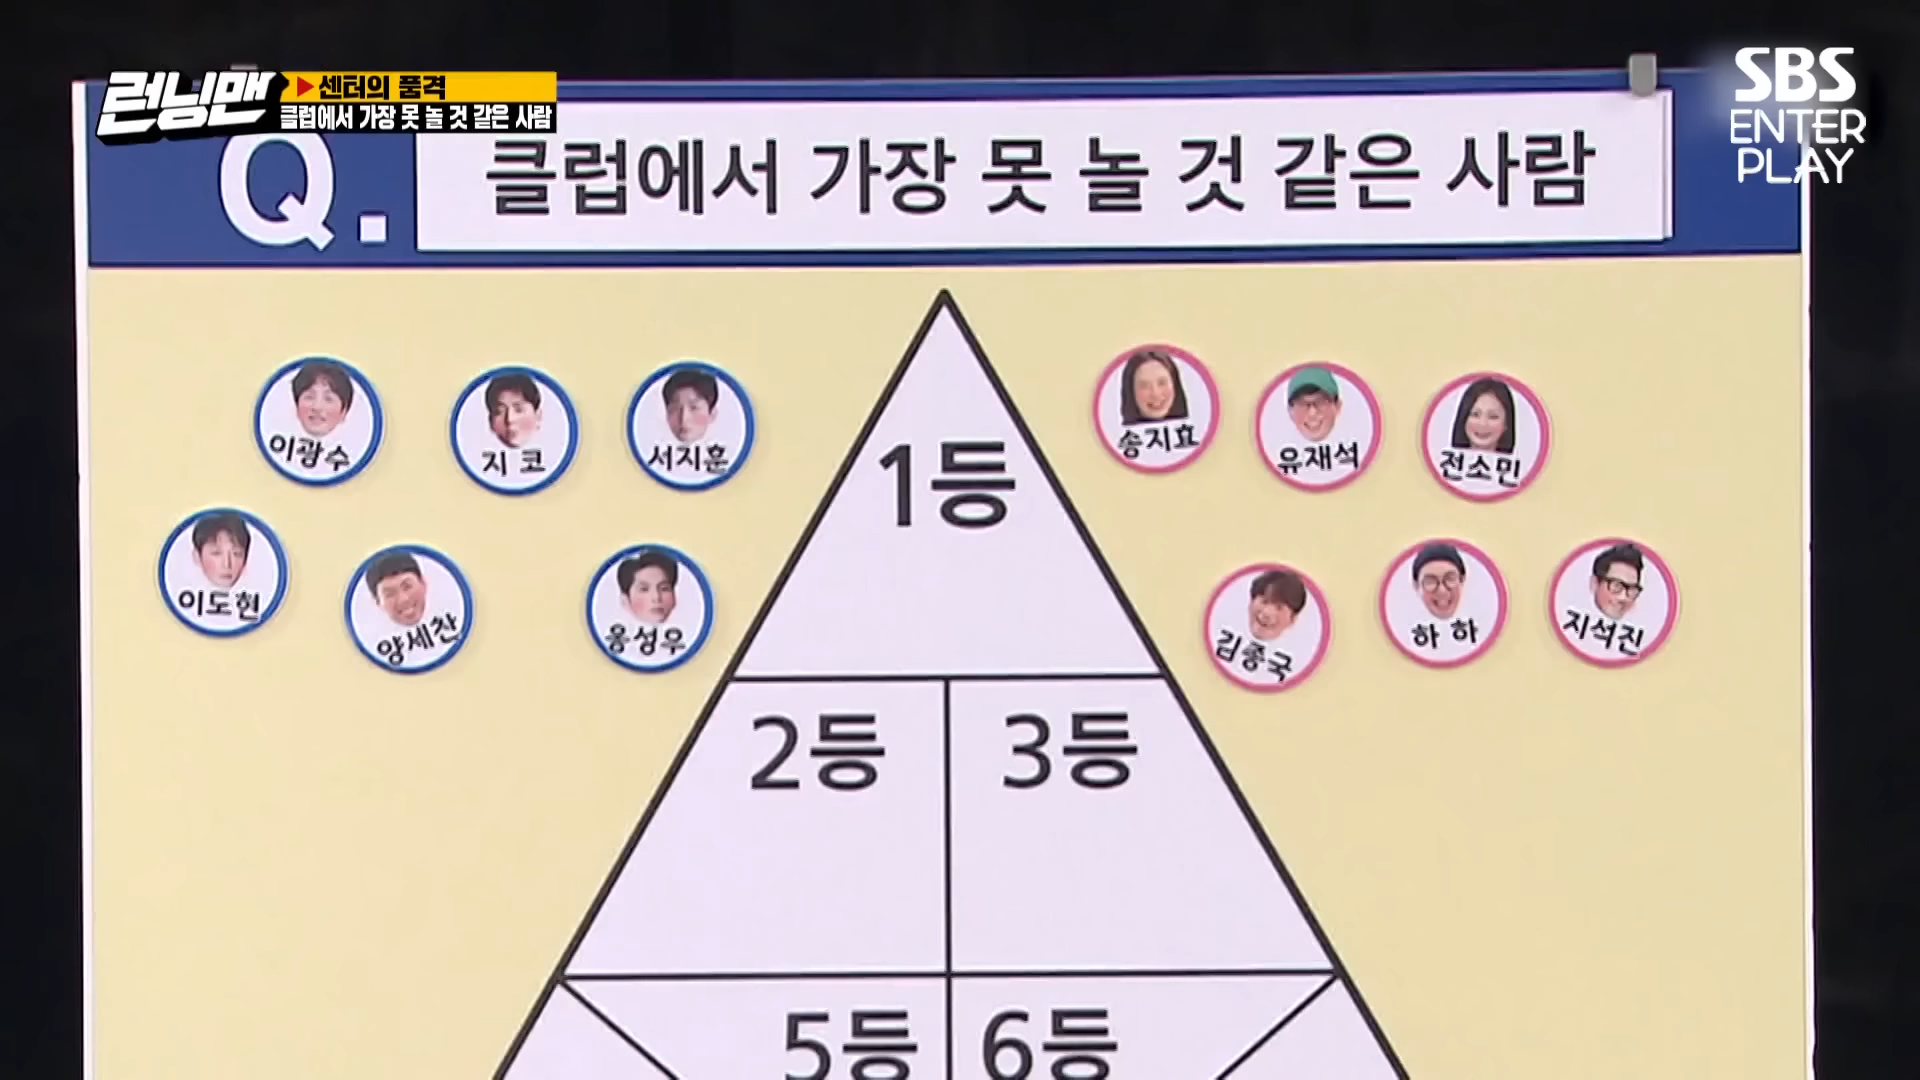 런닝맨
▶센터의 품격
클럽에서 가장 못 놀 것 같은 사람
SBS
ENTER
PLAY
Q. 클럽에서 가장 못 놀 것 같은 사람
이광수
지 코
서지훈
송지효
유재석
전소민
이도현
양세찬
옹성우
김종국
하 하
지석진
1등
2등
3등
5등
6등